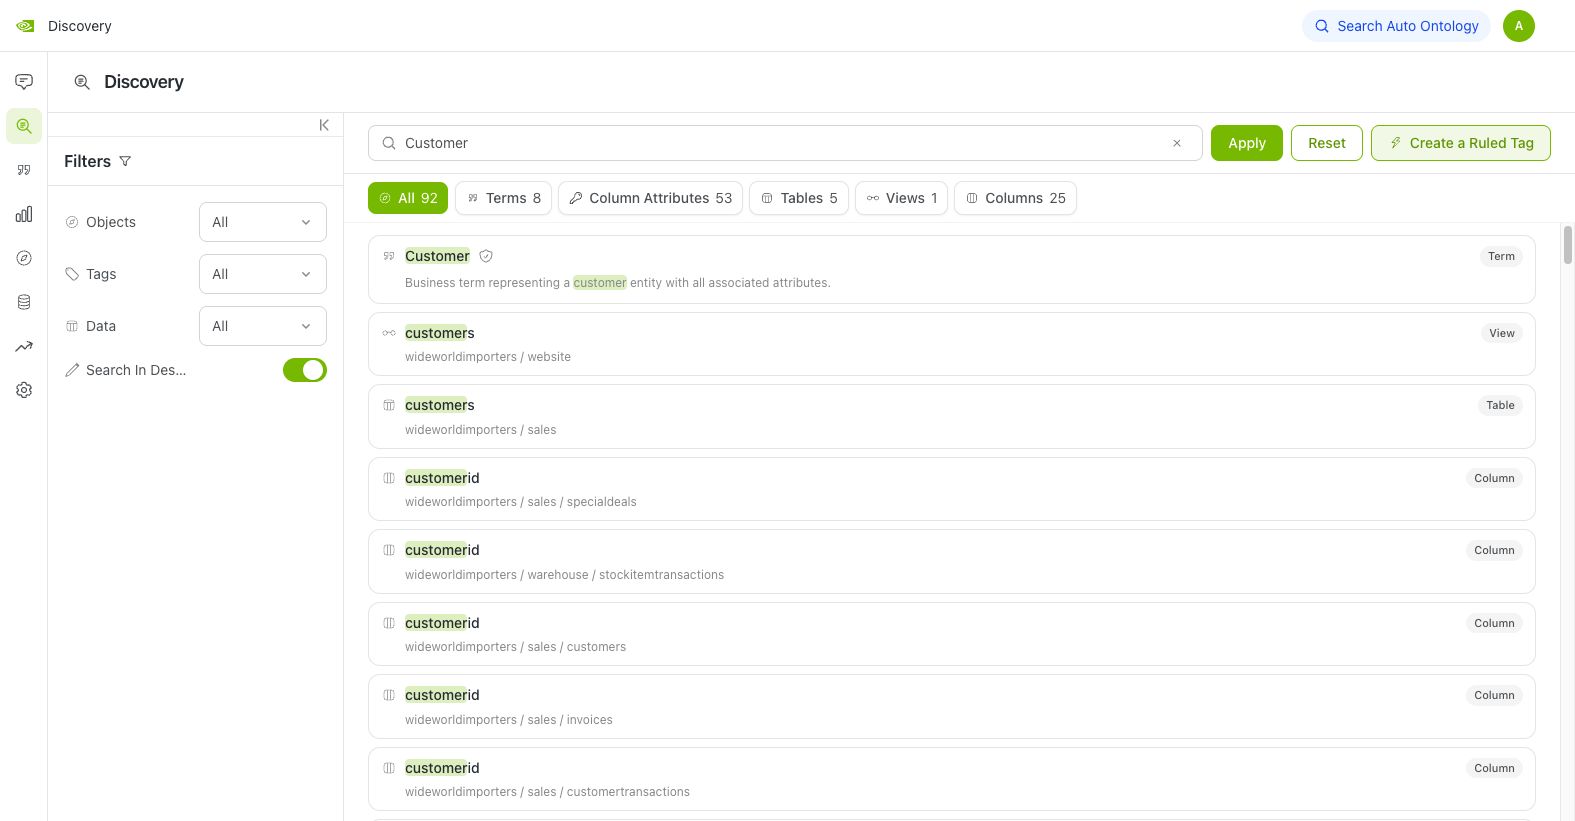 Discovery
Search Auto Ontology
A
Discovery
Filters
Objects
All
Tags
All
Data
All
Search In Des...
Customer
Apply
Reset
Create a Ruled Tag
All 92
Terms 8
Column Attributes 53
Tables 5
Views 1
Columns 25
Customer
Term
Business term representing a customer entity with all associated attributes.
customers
View
wideworldimporters / website
customers
Table
wideworldimporters / sales
customerid
Column
wideworldimporters / sales / specialdeals
customerid
Column
wideworldimporters / warehouse / stockitemtransactions
customerid
Column
wideworldimporters / sales / customers
customerid
Column
wideworldimporters / sales / invoices
customerid
Column
wideworldimporters / sales / customertransactions